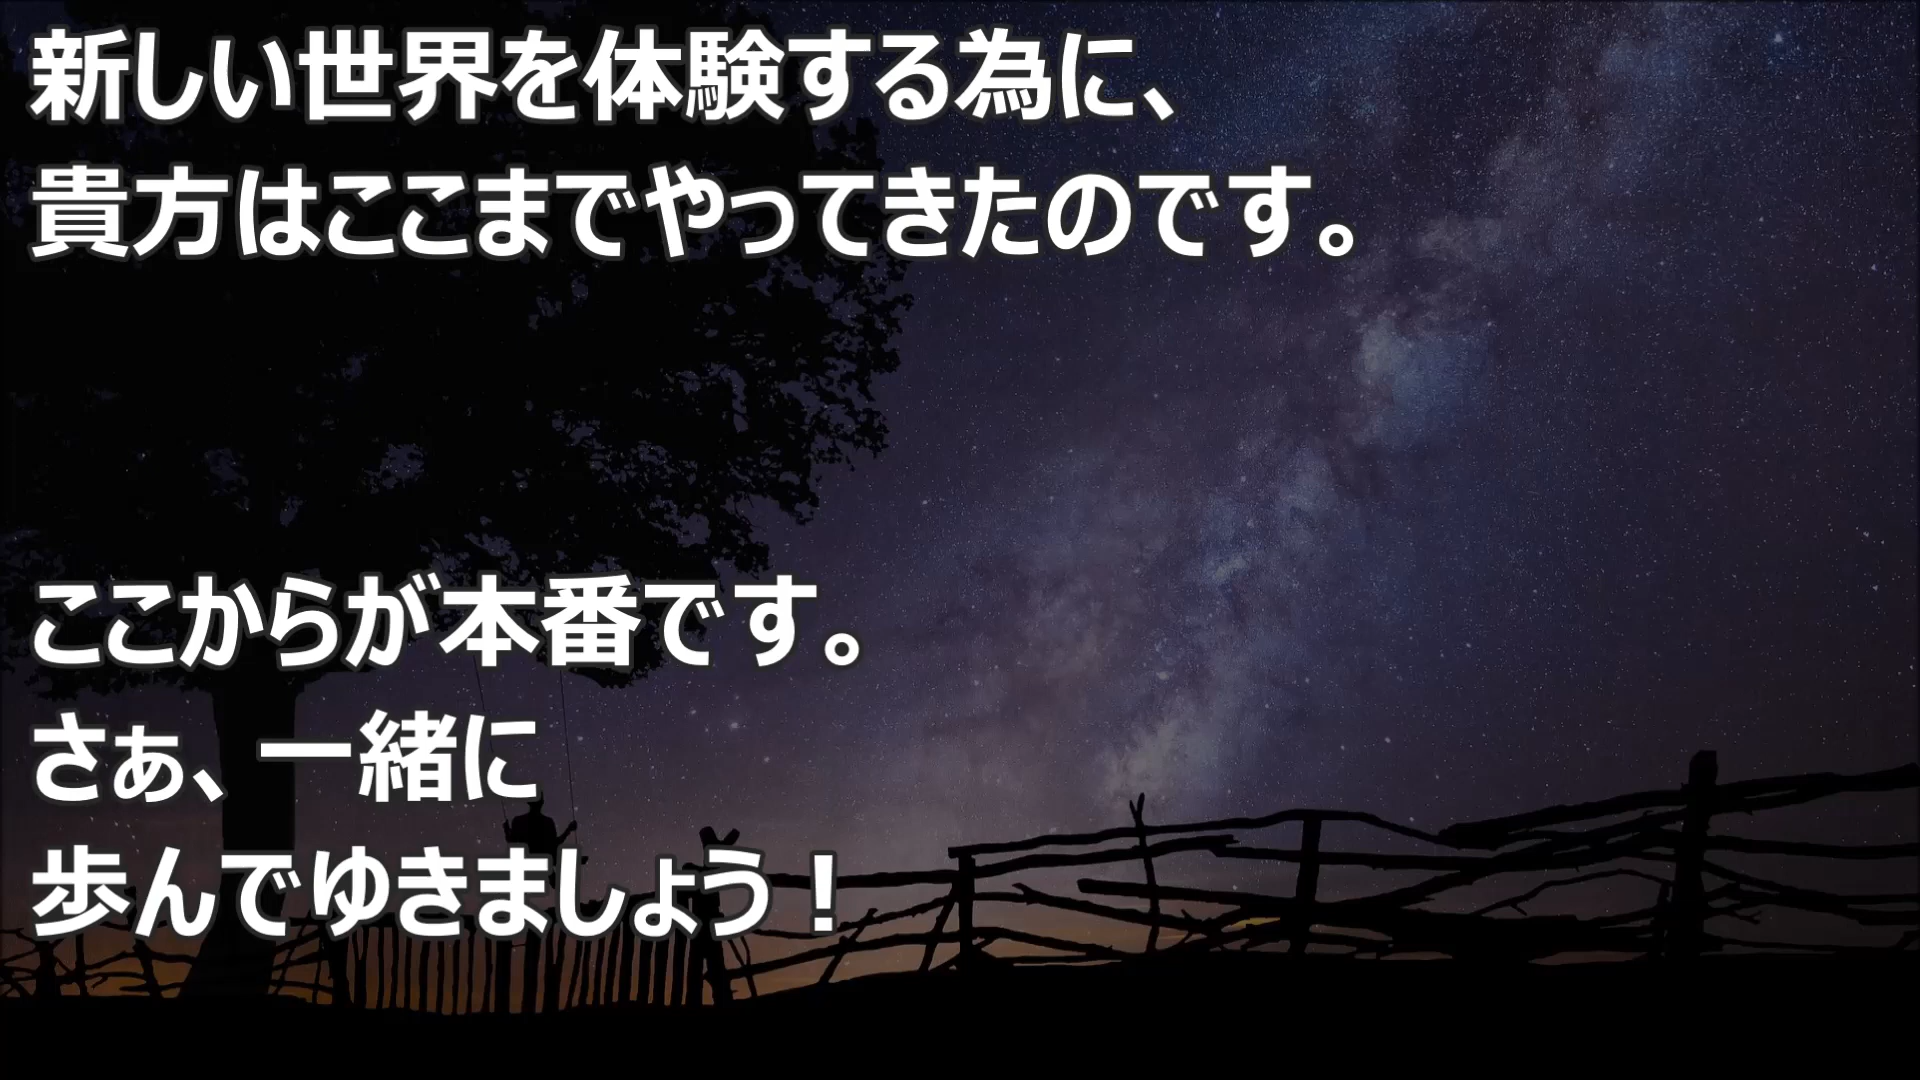 新しい世界を体験する為に、
貴方はここまでやってきたのです。
ここからが本番です。
さぁ、一緒に
歩んでゆきましょう！